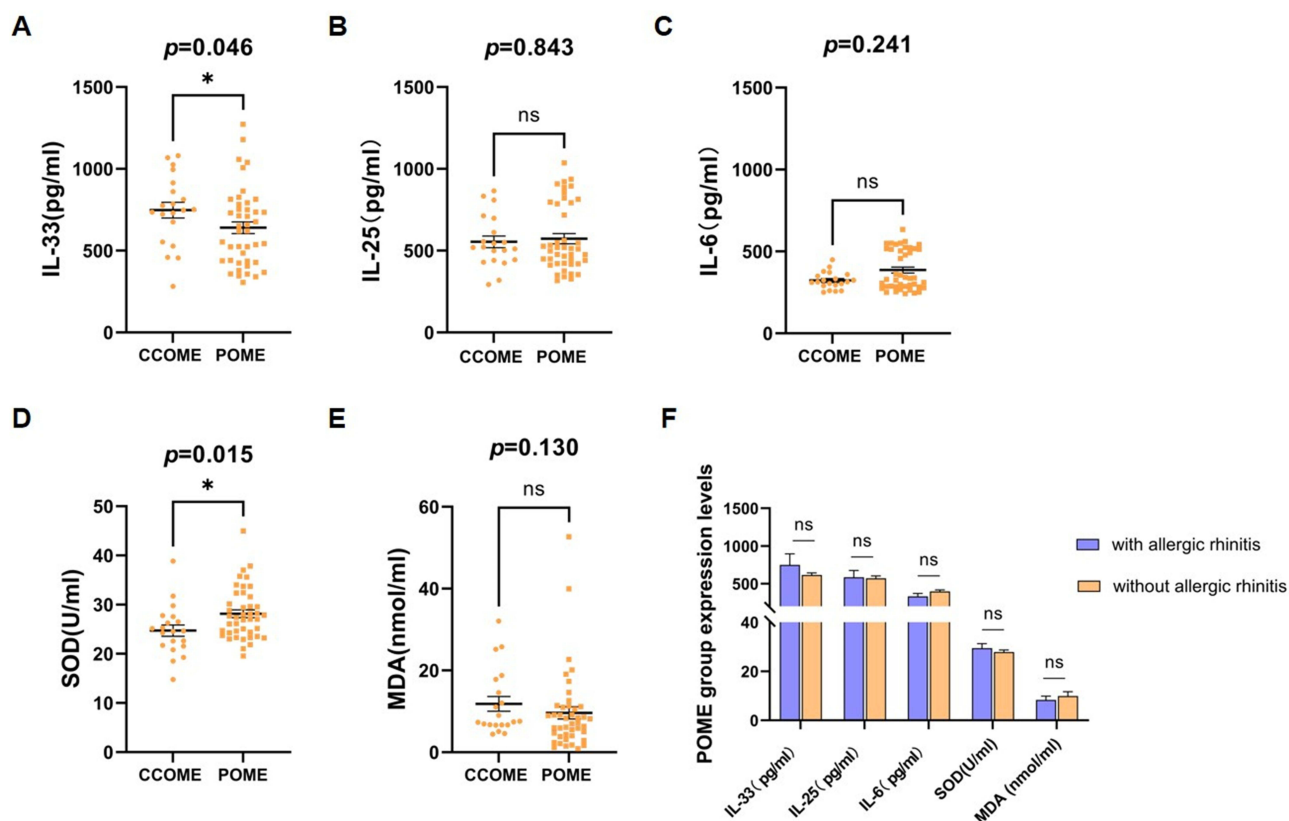 A
p=0.046
*
1500
1000
500
0
IL-33(pg/ml)
CCOME POME
B
p=0.843
ns
1500
1000
500
0
IL-25（pg/ml）
CCOME POME
C
p=0.241
ns
1500
1000
500
0
IL-6（pg/ml）
CCOME POME
D
p=0.015
*
50
40
30
20
10
0
SOD(U/ml)
CCOME POME
E
p=0.130
ns
60
40
20
0
MDA(nmol/ml)
CCOME POME
F
POME group expression levels
1500
1000
500
40
20
0
ns
ns
ns
ns
ns
IL-33（pg/ml）
IL-25（pg/ml）
IL-6（pg/ml）
SOD(U/ml)
MDA (nmol/ml)
with allergic rhinitis
without allergic rhinitis